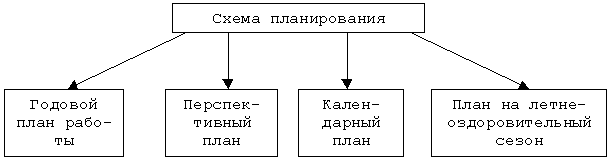 Схема планирования
Годовой
план рабо-
ты
Перспек-
тивный
план
Кален-
дарный
план
План на летне-
оздоровительный
сезон